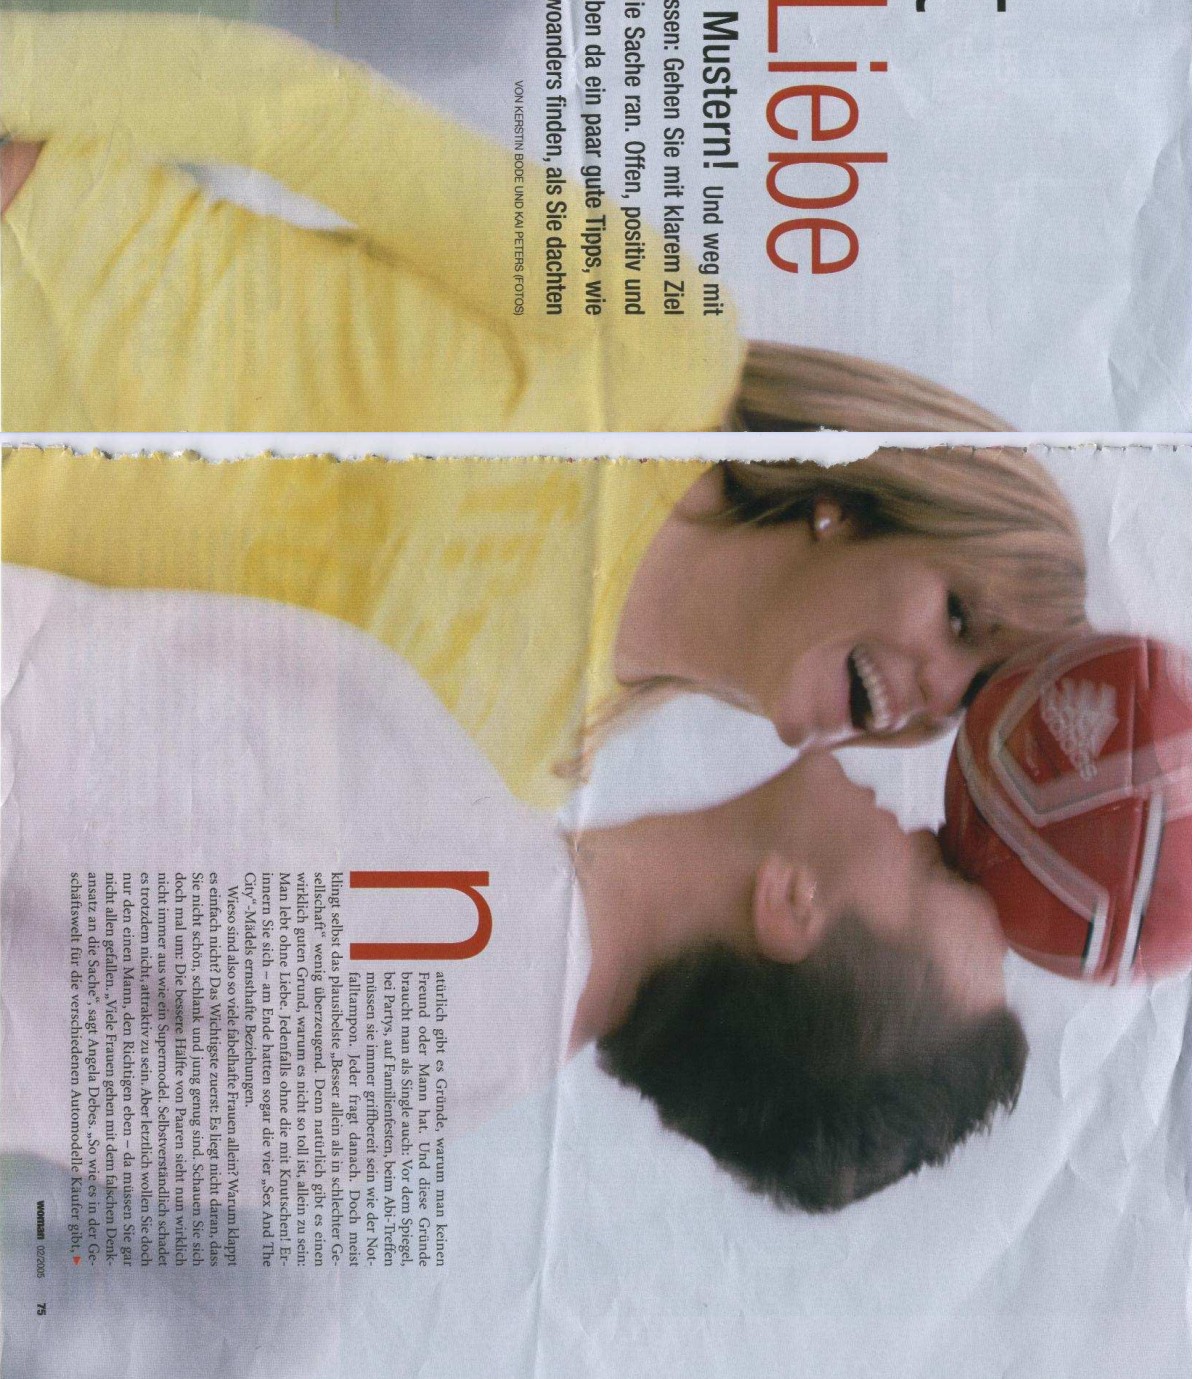 Liebe
Mustern! Und weg mit
ssen: Gehen Sie mit klarem Ziel
ie Sache ran. Offen, positiv und
ben da ein paar gute Tipps, wie
woanders finden, als Sie dachten
VON KERSTIN BODE UND KAI PETERS (FOTOS)
adidas
n
atürlich gibt es Gründe, warum man keinen
Freund oder Mann hat. Und diese Gründe
braucht man als Single auch: Vor dem Spiegel,
bei Partys, auf Familienfesten, beim Abi-Treffen
müssen sie immer griffbereit sein wie der Not-
falltampon. Jeder fragt danach. Doch meist
klingt selbst das plausibelste „Besser allein als in schlechter Ge-
sellschaft“ wenig überzeugend. Denn natürlich gibt es einen
wirklich guten Grund, warum es nicht so toll ist, allein zu sein:
Man lebt ohne Liebe. Jedenfalls ohne die mit Knutschen! Er-
innern Sie sich – am Ende hatten sogar die vier „Sex And The
City“-Mädels ernsthafte Beziehungen.
Wieso sind also so viele fabelhafte Frauen allein? Warum klappt
es einfach nicht? Das Wichtigste zuerst: Es liegt nicht daran, dass
Sie nicht schön, schlank und jung genug sind. Schauen Sie sich
doch mal um: Die bessere Hälfte von Paaren sieht nun wirklich
nicht immer aus wie ein Supermodel. Selbstverständlich schadet
es trotzdem nicht, attraktiv zu sein. Aber letztlich wollen Sie doch
nur den einen Mann, den Richtigen eben – da müssen Sie gar
nicht allen gefallen. „Viele Frauen gehen mit dem falschen Denk-
ansatz an die Sache“, sagt Angela Debes. „So wie es in der Ge-
schäftswelt für die verschiedenen Automodelle Käufer gibt,
woman 02/2005 75